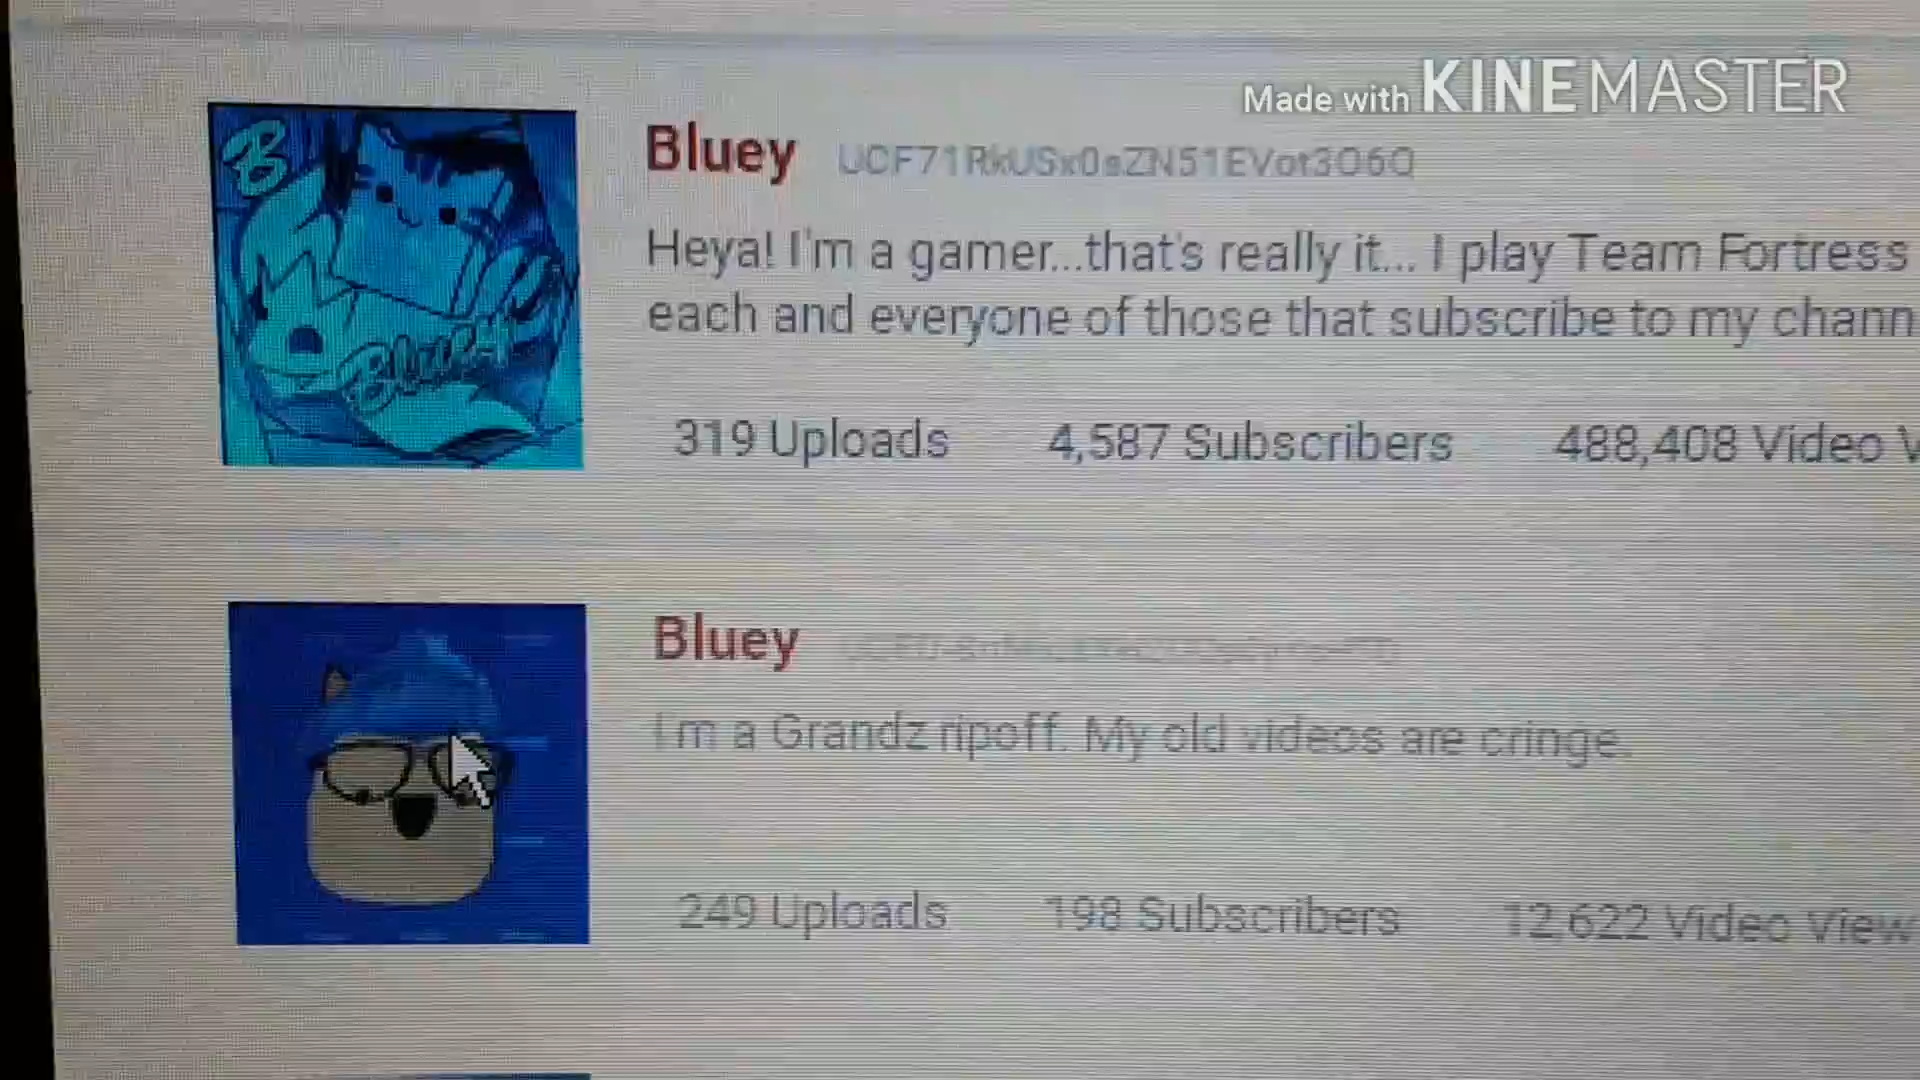 Made with KINEMASTER
B
Bluey UCF71RkUSx0sZN51EVot3O6Q
Heya! I'm a gamer...that's really it... I play Team Fortress
each and everyone of those that subscribe to my chann
319 Uploads 4,587 Subscribers 488,408 Video V
Bluey
I'm a Grandz ripoff. My old videos are cringe.
249 Uploads 198 Subscribers 12,622 Video View